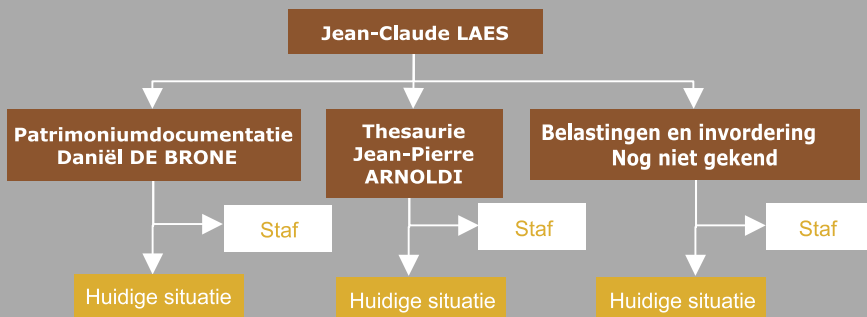 Jean-Claude LAES
Patrimoniumdocumentatie
Daniël DE BRONE
Thesaurie
Jean-Pierre
ARNOLDI
Belastingen en invordering
Nog niet gekend
Staf
Staf
Staf
Huidige situatie
Huidige situatie
Huidige situatie